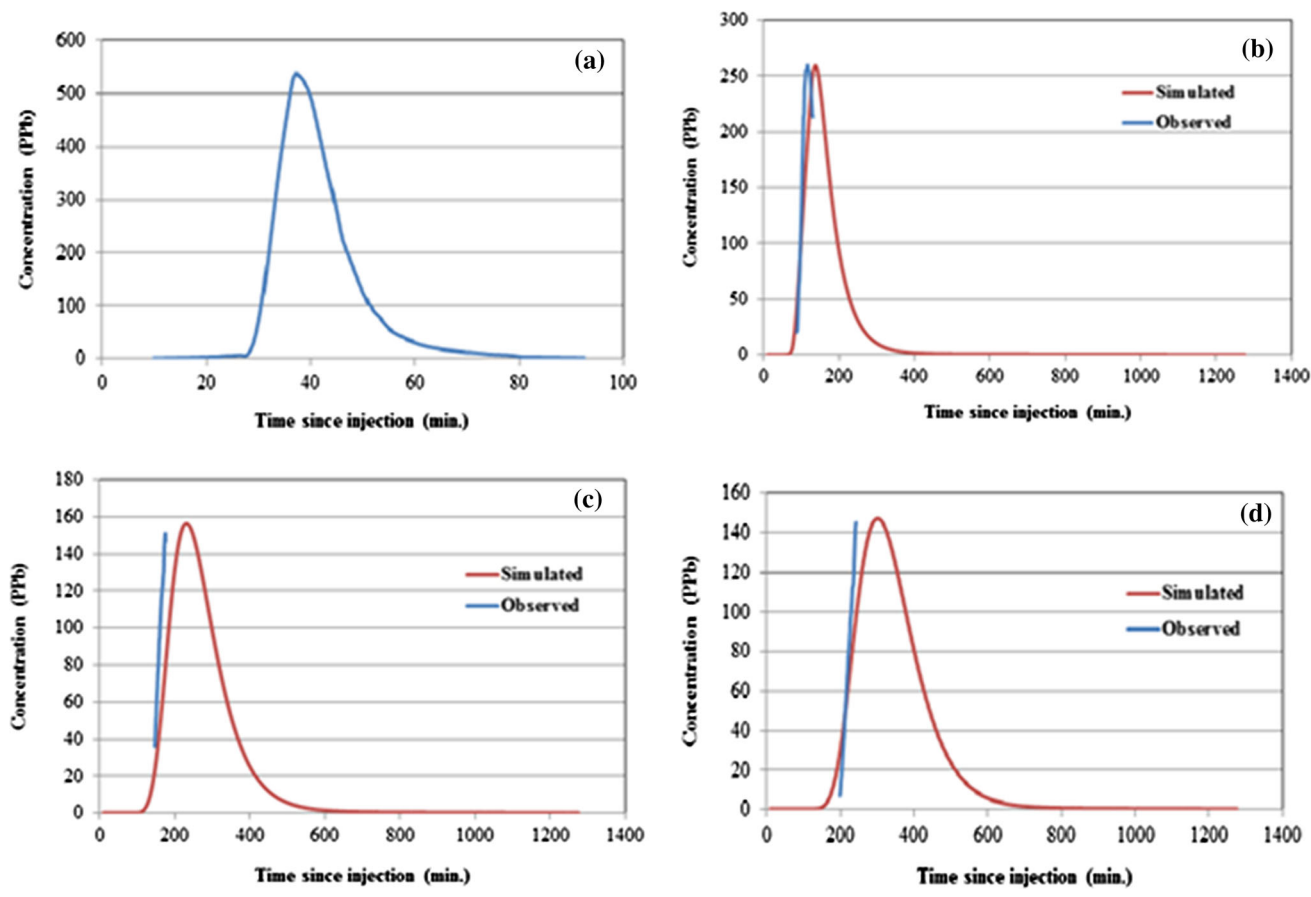 (a)
600
500
400
300
200
100
0
0 20 40 60 80 100
Concentration (PPb)
Time since injection (min.)
(b)
300
250
200
150
100
50
0
0 200 400 600 800 1000 1200 1400
Concentration (PPb)
Time since injection (min.)
Simulated
Observed
(c)
180
160
140
120
100
80
60
40
20
0
0 200 400 600 800 1000 1200 1400
Concentration (PPb)
Time since injection (min.)
Simulated
Observed
(d)
160
140
120
100
80
60
40
20
0
0 200 400 600 800 1000 1200 1400
Concentration (PPb)
Time since injection (min.)
Simulated
Observed